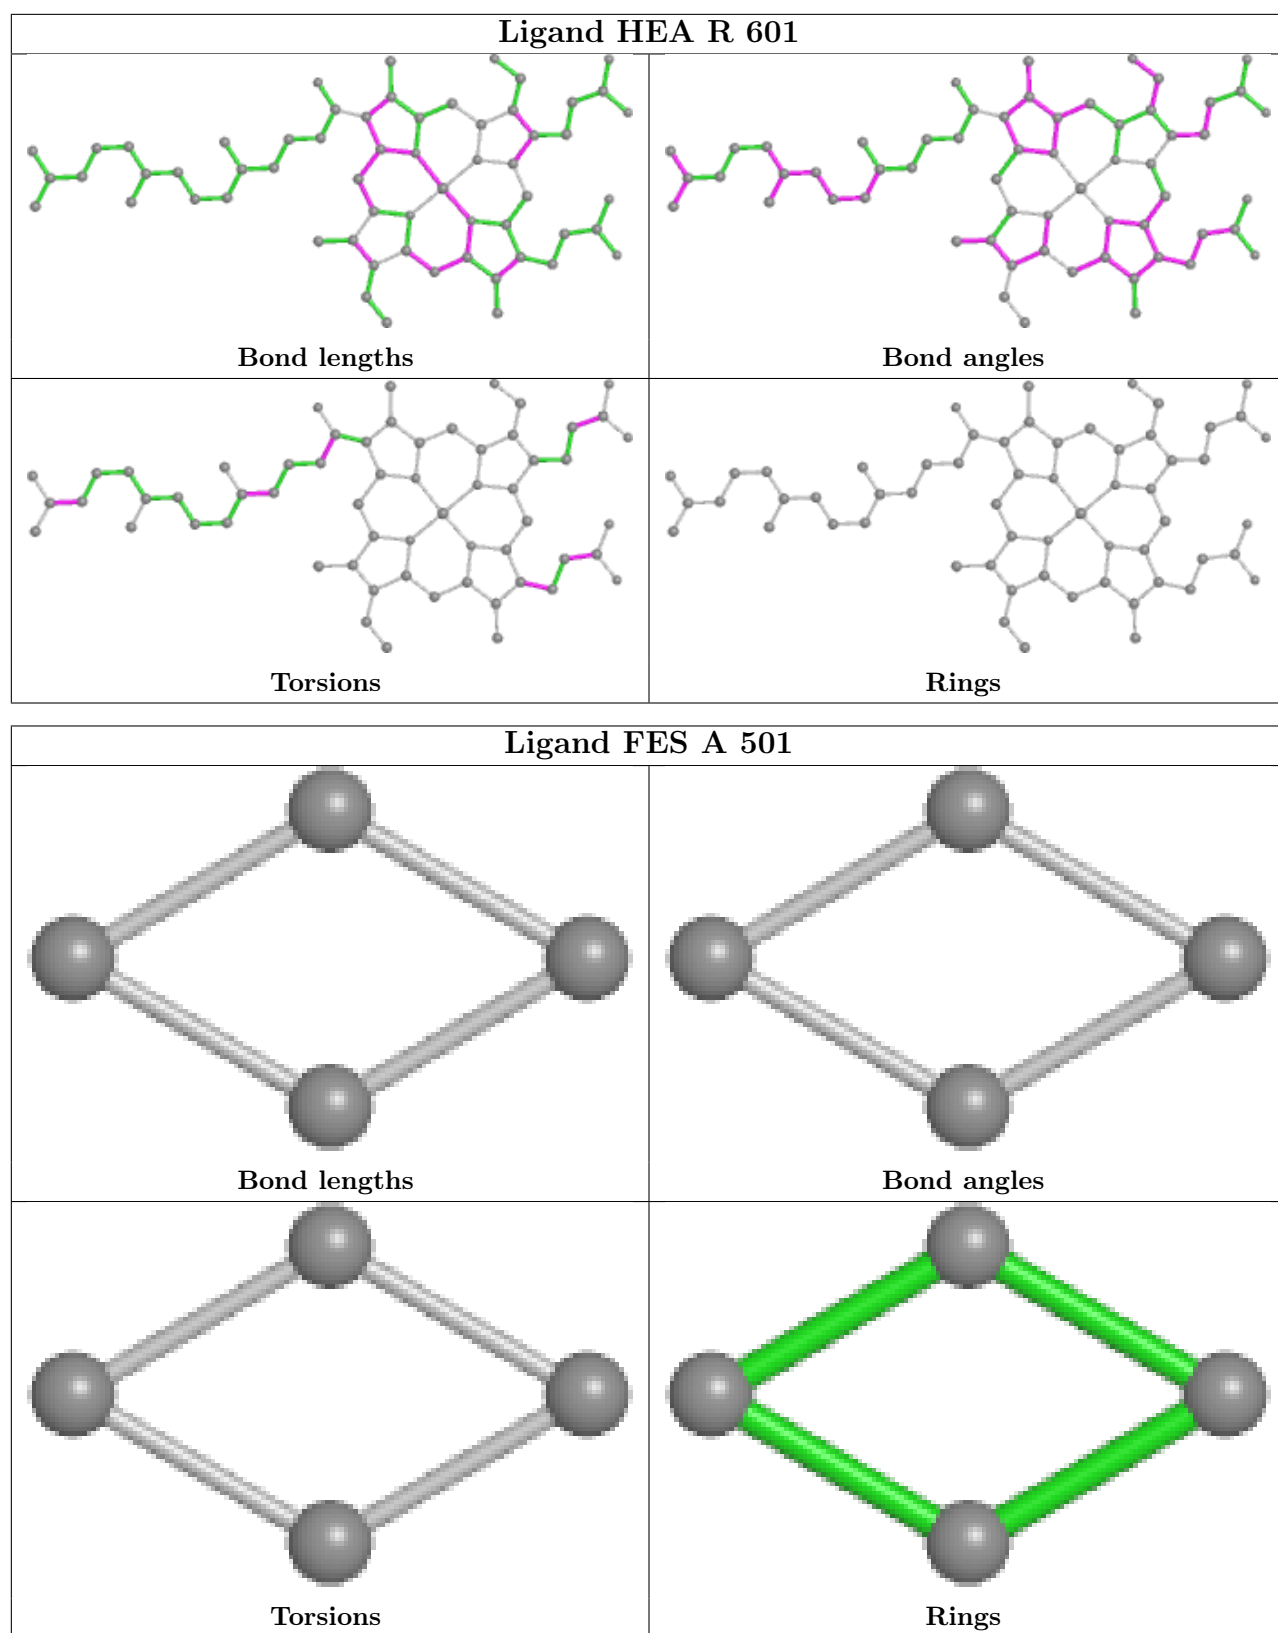 Ligand HEA R 601
Bond lengths
Bond angles
Torsions
Rings
Ligand FES A 501
Bond lengths
Bond angles
Torsions
Rings